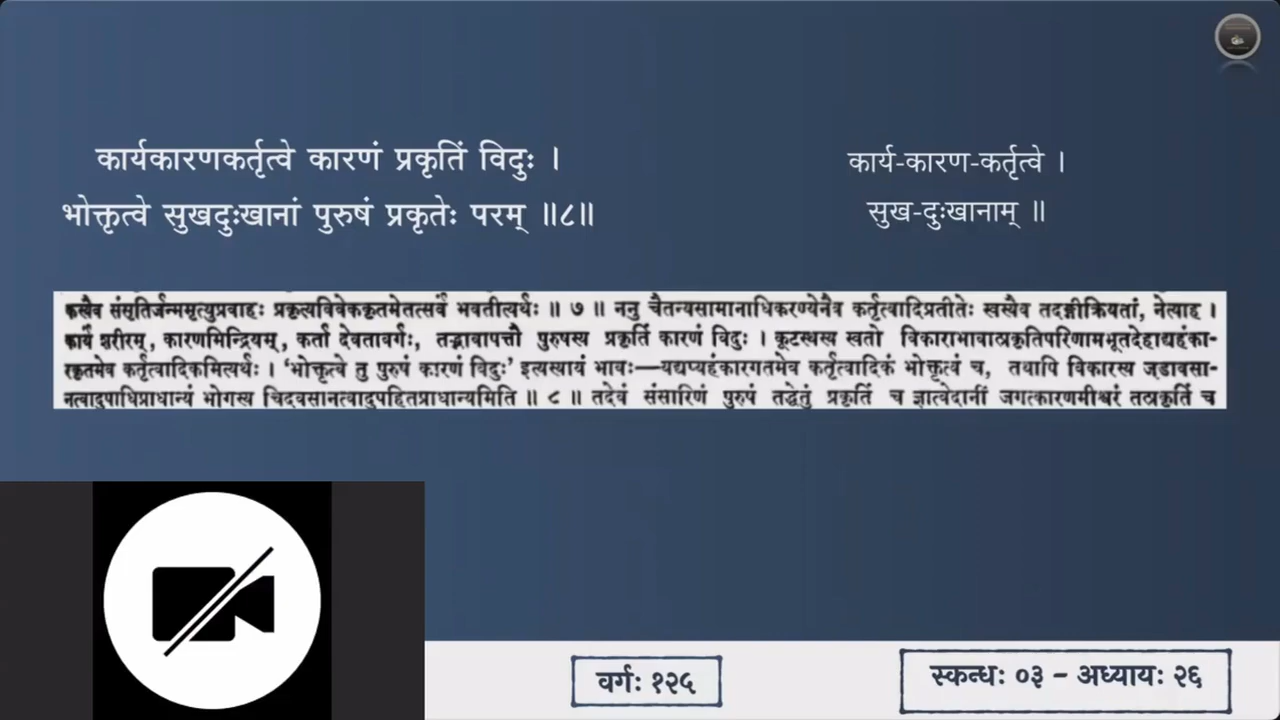 कार्यकारणकर्तृत्वे कारणं प्रकृतिं विदुः ।
भोक्तृत्वे सुखदुःखानां पुरुषं प्रकृतेः परम् ॥८॥
कार्य-कारण-कर्तृत्वे ।
सुख-दुःखानाम् ॥
कस्यैव संसृतिर्जन्ममृत्युप्रवाहः प्रकृत्यविवेककृतमेतत्सर्वं भवतीत्यर्थः ॥ ७ ॥ ननु चैतन्यसामानाधिकरण्येनैव कर्तृत्वादिप्रतीतेः स्वस्यैव तदङ्गीक्रियतां, नेत्याह ।
कार्यं शरीरम्, कारणमिन्द्रियम्, कर्ता देवतावर्गः, तद्भावापत्तौ पुरुषस्य प्रकृतिं कारणं विदुः । कूटस्थस्य स्वतो विकाराभावात्प्रकृतिपरिणामभूतदेहाद्यहंका-
रकृतमेव कर्तृत्वादिकमित्यर्थः । ‘भोक्तृत्वे तु पुरुषं कारणं विदुः’ इत्यस्यायं भावः—यद्यप्यहंकारगतमेव कर्तृत्वादिकं भोक्तृत्वं च, तथापि विकारस्य जडावसा-
नत्वादुपाधिप्राधान्यं भोगस्य चिदवसानत्वादुपहितप्राधान्यमिति ॥ ८ ॥ तदेवं संसारिणं पुरुषं तद्धेतुं प्रकृतिं च ज्ञात्वेदानीं जगत्कारणमीश्वरं तत्प्रकृतिं च
वर्गः १२५
स्कन्धः ०३ - अध्यायः २६